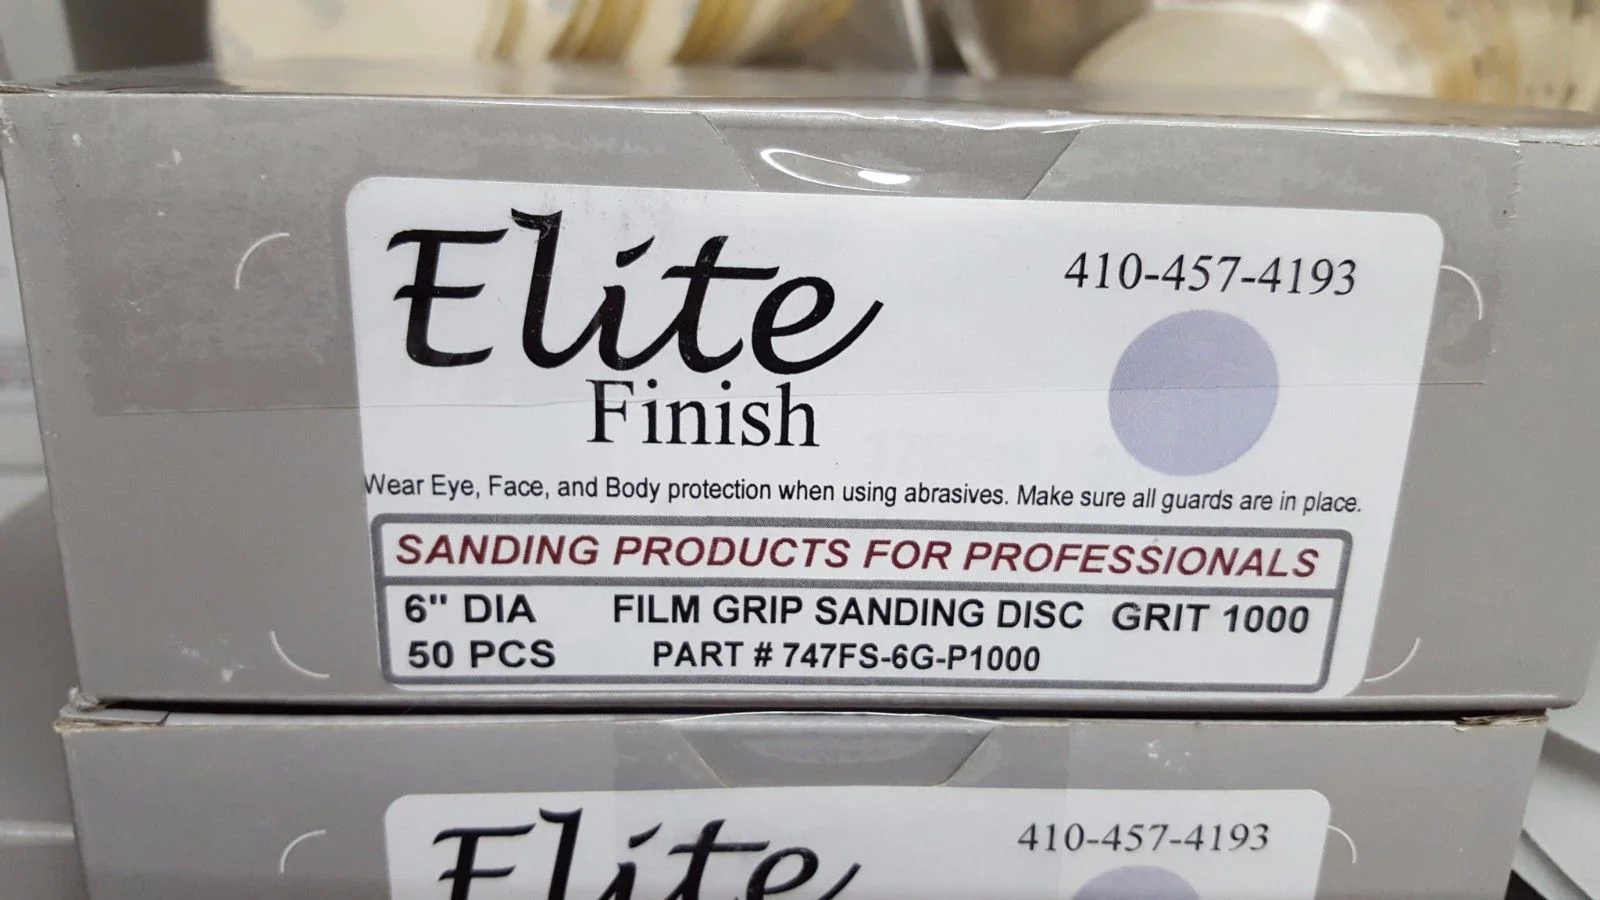 Elite
410-457-4193
Finish
Wear Eye, Face, and Body protection when using abrasives. Make sure all guards are in place.
SANDING PRODUCTS FOR PROFESSIONALS
6" DIA FILM GRIP SANDING DISC GRIT 1000
50 PCS PART # 747FS-6G-P1000
Elite
410-457-4193